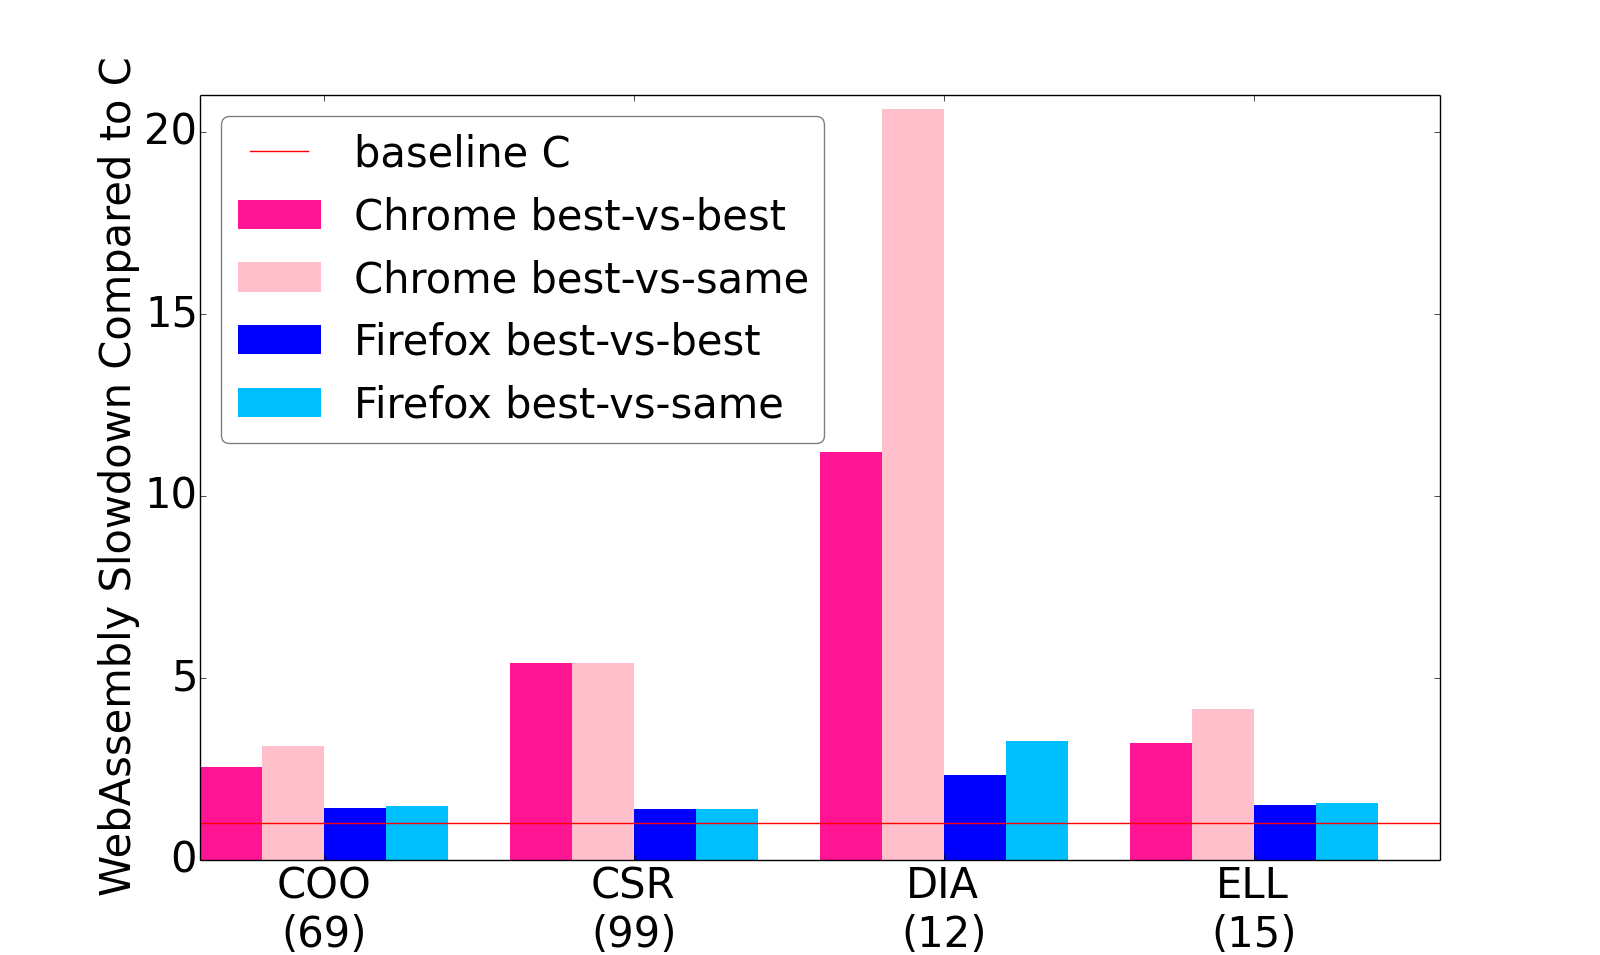 WebAssembly Slowdown Compared to C
20
15
10
5
0
baseline C
Chrome best-vs-best
Chrome best-vs-same
Firefox best-vs-best
Firefox best-vs-same
COO CSR DIA ELL
(69) (99) (12) (15)